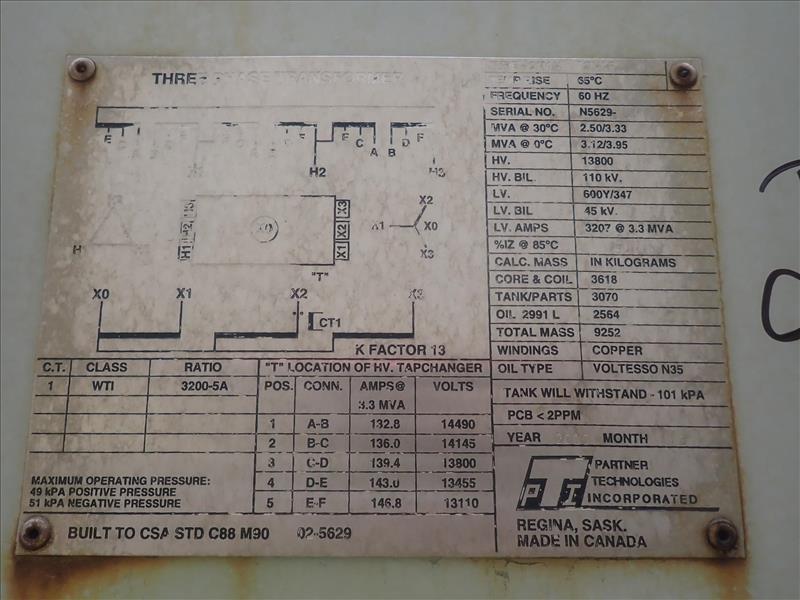 THREE PHASE TRANSFORMER
E C A B D F
H2 H3
X2
X1 X0
X3
H1 H2 H3 X0 X1 X2 X3
"T"
X0 X1 X2 X3
CT1
K FACTOR 13
TEMP RISE 65°C
FREQUENCY 60 HZ
SERIAL NO. N5629-
MVA @ 30°C 2.50/3.33
MVA @ 0°C 3.12/3.95
HV. 13800
HV. BIL 110 kV.
LV. 600Y/347
LV. BIL 45 kV.
LV. AMPS 3207 @ 3.3 MVA
%IZ @ 85°C
CALC. MASS IN KILOGRAMS
CORE & COIL 3618
TANK/PARTS 3070
OIL 2991 L 2564
TOTAL MASS 9252
WINDINGS COPPER
OIL TYPE VOLTESSO N35
TANK WILL WITHSTAND - 101 kPA
PCB < 2PPM
YEAR MONTH
C.T. CLASS RATIO
1 WTI 3200-5A
"T" LOCATION OF HV. TAPCHANGER
POS. CONN. AMPS@ VOLTS
3.3 MVA
1 A-B 132.8 14490
2 B-C 136.0 14145
3 C-D 139.4 13800
4 D-E 143.0 13455
5 E-F 146.8 13110
MAXIMUM OPERATING PRESSURE:
49 kPA POSITIVE PRESSURE
51 kPA NEGATIVE PRESSURE
BUILT TO CSA STD C88 M90 02-5629
PTI
PARTNER
TECHNOLOGIES
INCORPORATED
REGINA, SASK.
MADE IN CANADA